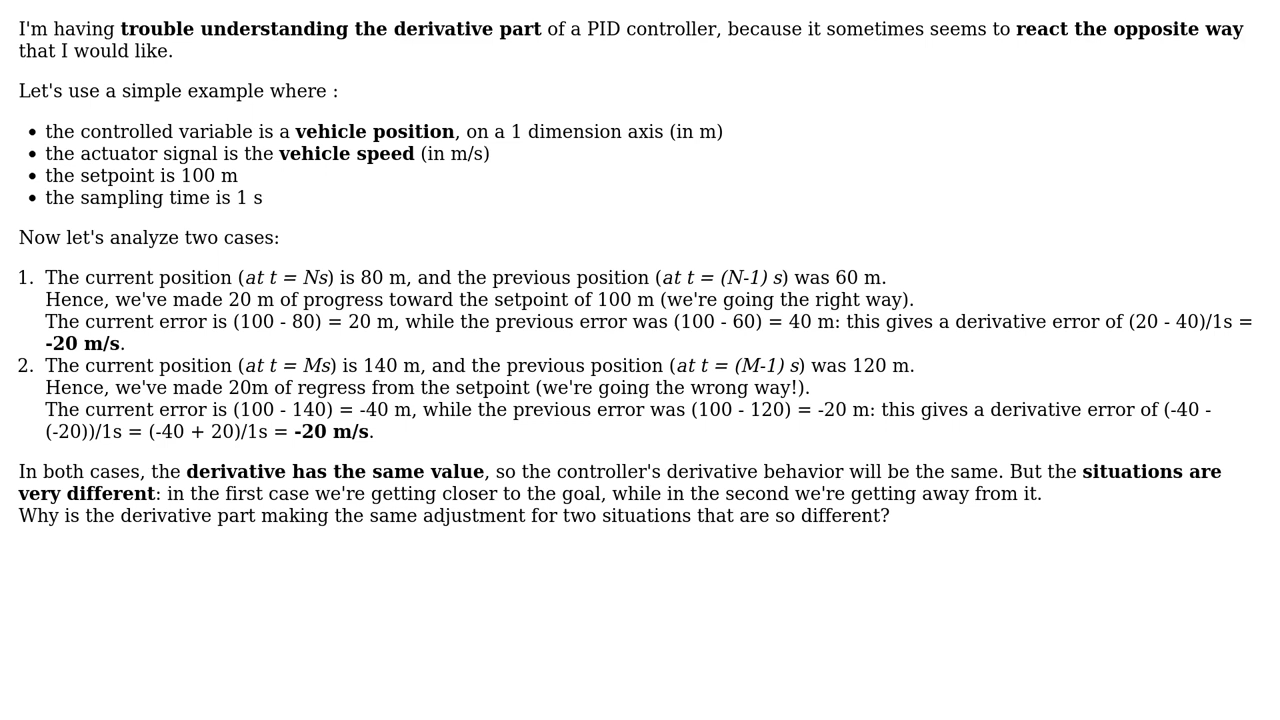 I'm having trouble understanding the derivative part of a PID controller, because it sometimes seems to react the opposite way
that I would like.
Let's use a simple example where :
• the controlled variable is a vehicle position, on a 1 dimension axis (in m)
• the actuator signal is the vehicle speed (in m/s)
• the setpoint is 100 m
• the sampling time is 1 s
Now let's analyze two cases:
1. The current position (at t = Ns) is 80 m, and the previous position (at t = (N-1) s) was 60 m.
Hence, we've made 20 m of progress toward the setpoint of 100 m (we're going the right way).
The current error is (100 - 80) = 20 m, while the previous error was (100 - 60) = 40 m: this gives a derivative error of (20 - 40)/1s =
-20 m/s.
2. The current position (at t = Ms) is 140 m, and the previous position (at t = (M-1) s) was 120 m.
Hence, we've made 20m of regress from the setpoint (we're going the wrong way!).
The current error is (100 - 140) = -40 m, while the previous error was (100 - 120) = -20 m: this gives a derivative error of (-40 -
(-20))/1s = (-40 + 20)/1s = -20 m/s.
In both cases, the derivative has the same value, so the controller's derivative behavior will be the same. But the situations are
very different: in the first case we're getting closer to the goal, while in the second we're getting away from it.
Why is the derivative part making the same adjustment for two situations that are so different?